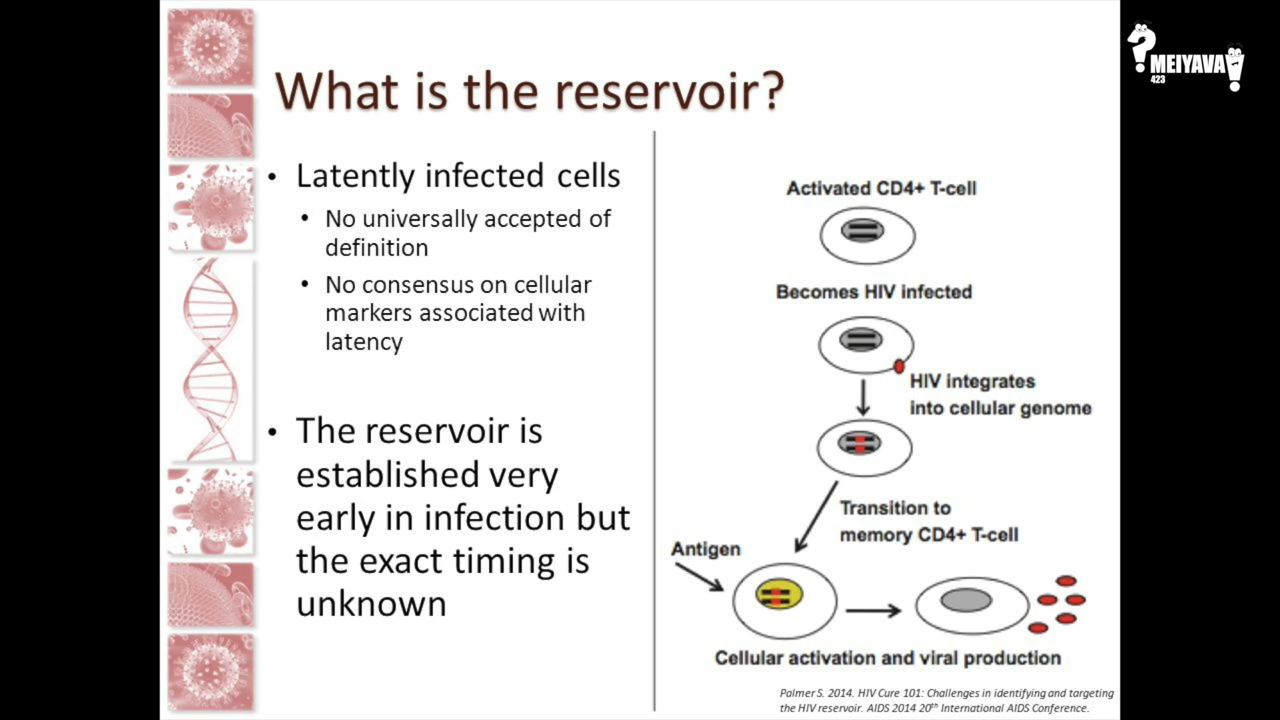 What is the reservoir?
• Latently infected cells
• No universally accepted of
definition
• No consensus on cellular
markers associated with
latency
• The reservoir is
established very
early in infection but
the exact timing is
unknown
Activated CD4+ T-cell
Becomes HIV infected
HIV integrates
into cellular genome
Transition to
memory CD4+ T-cell
Antigen
Cellular activation and viral production
Palmer S. 2014. HIV Cure 101: Challenges in identifying and targeting
the HIV reservoir. AIDS 2014 20th International AIDS Conference.
?MEIYAVA!
423